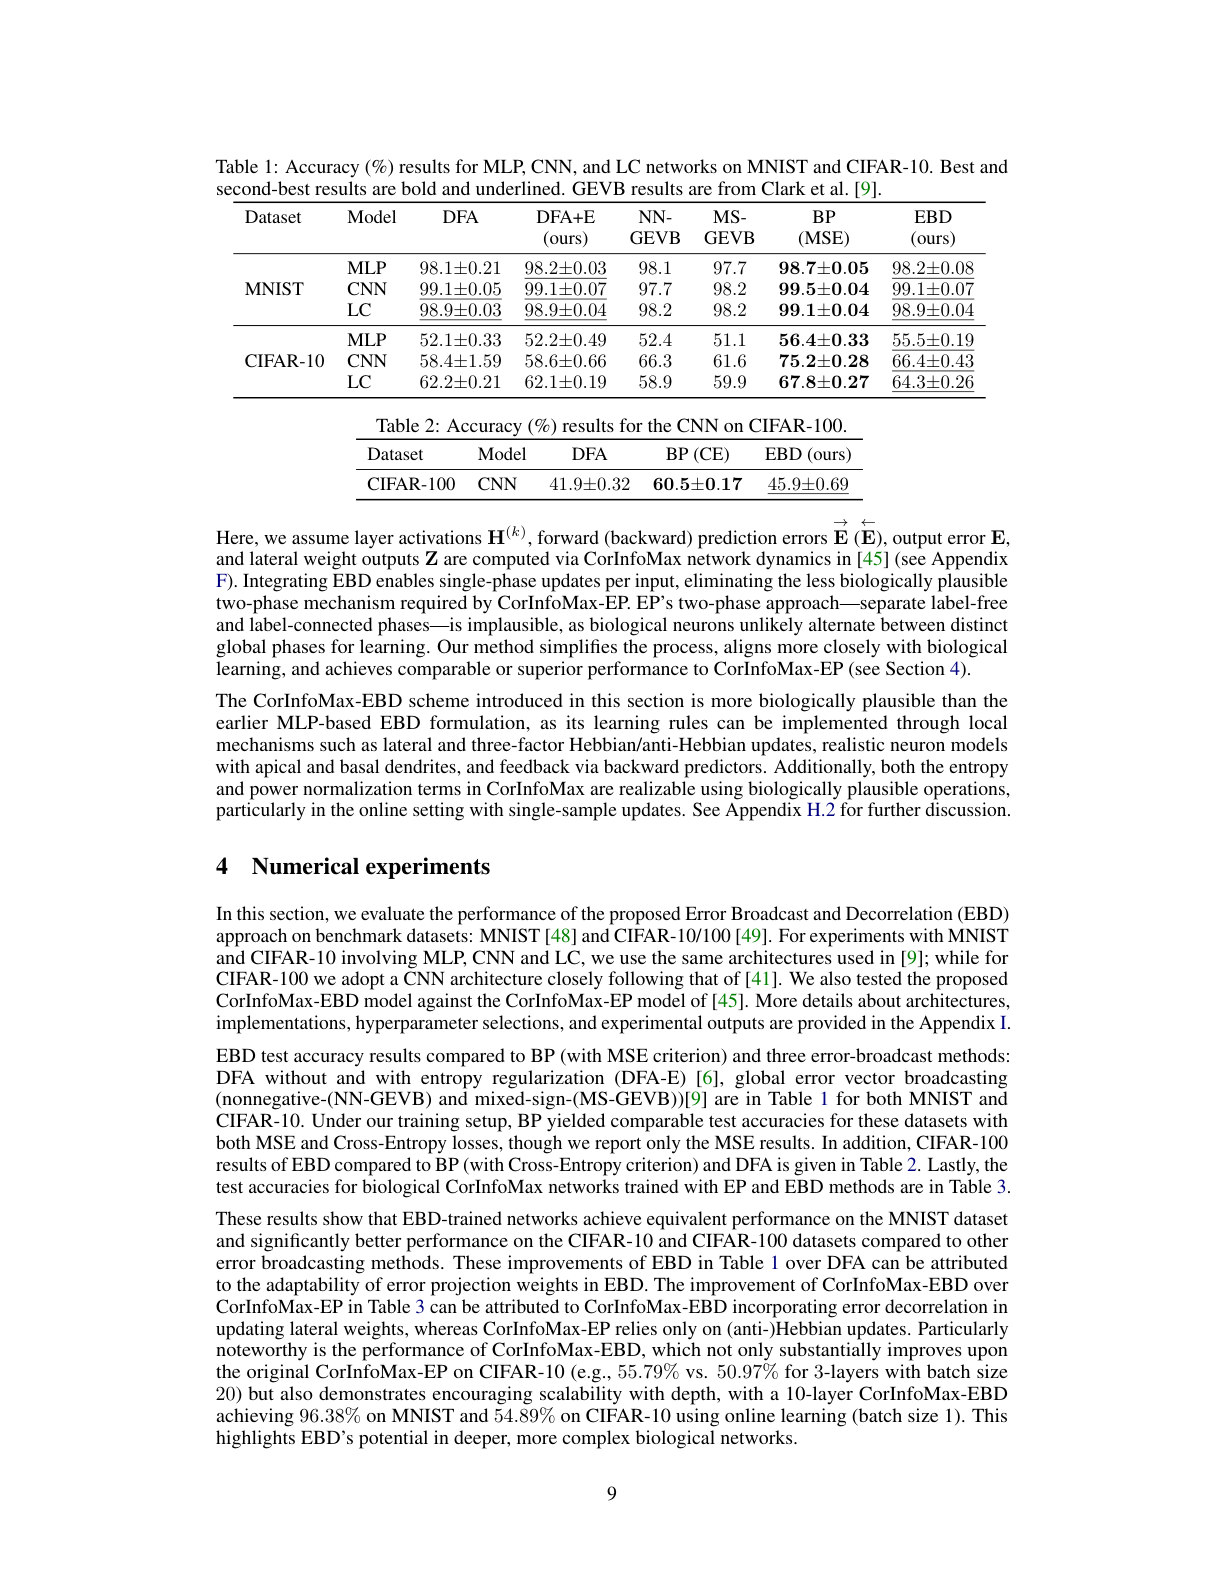 Table 1: Accuracy (%) results for MLP, CNN, and LC networks on MNIST and CIFAR-10. Best and
second-best results are bold and underlined. GEVB results are from Clark et al. [9].
Dataset Model DFA DFA+E NN- MS- BP EBD
(ours) GEVB GEVB (MSE) (ours)
MLP 98.1±0.21 98.2±0.03 98.1 97.7 98.7±0.05 98.2±0.08
MNIST CNN 99.1±0.05 99.1±0.07 97.7 98.2 99.5±0.04 99.1±0.07
LC 98.9±0.03 98.9±0.04 98.2 98.2 99.1±0.04 98.9±0.04
MLP 52.1±0.33 52.2±0.49 52.4 51.1 56.4±0.33 55.5±0.19
CIFAR-10 CNN 58.4±1.59 58.6±0.66 66.3 61.6 75.2±0.28 66.4±0.43
LC 62.2±0.21 62.1±0.19 58.9 59.9 67.8±0.27 64.3±0.26
Table 2: Accuracy (%) results for the CNN on CIFAR-100.
Dataset Model DFA BP (CE) EBD (ours)
CIFAR-100 CNN 41.9±0.32 60.5±0.17 45.9±0.69
Here, we assume layer activations H^(k), forward (backward) prediction errors →E (←E), output error E,
and lateral weight outputs Z are computed via CorInfoMax network dynamics in [45] (see Appendix
F). Integrating EBD enables single-phase updates per input, eliminating the less biologically plausible
two-phase mechanism required by CorInfoMax-EP. EP's two-phase approach—separate label-free
and label-connected phases—is implausible, as biological neurons unlikely alternate between distinct
global phases for learning. Our method simplifies the process, aligns more closely with biological
learning, and achieves comparable or superior performance to CorInfoMax-EP (see Section 4).
The CorInfoMax-EBD scheme introduced in this section is more biologically plausible than the
earlier MLP-based EBD formulation, as its learning rules can be implemented through local
mechanisms such as lateral and three-factor Hebbian/anti-Hebbian updates, realistic neuron models
with apical and basal dendrites, and feedback via backward predictors. Additionally, both the entropy
and power normalization terms in CorInfoMax are realizable using biologically plausible operations,
particularly in the online setting with single-sample updates. See Appendix H.2 for further discussion.
4 Numerical experiments
In this section, we evaluate the performance of the proposed Error Broadcast and Decorrelation (EBD)
approach on benchmark datasets: MNIST [48] and CIFAR-10/100 [49]. For experiments with MNIST
and CIFAR-10 involving MLP, CNN and LC, we use the same architectures used in [9]; while for
CIFAR-100 we adopt a CNN architecture closely following that of [41]. We also tested the proposed
CorInfoMax-EBD model against the CorInfoMax-EP model of [45]. More details about architectures,
implementations, hyperparameter selections, and experimental outputs are provided in the Appendix I.
EBD test accuracy results compared to BP (with MSE criterion) and three error-broadcast methods:
DFA without and with entropy regularization (DFA-E) [6], global error vector broadcasting
(nonnegative-(NN-GEVB) and mixed-sign-(MS-GEVB))[9] are in Table 1 for both MNIST and
CIFAR-10. Under our training setup, BP yielded comparable test accuracies for these datasets with
both MSE and Cross-Entropy losses, though we report only the MSE results. In addition, CIFAR-100
results of EBD compared to BP (with Cross-Entropy criterion) and DFA is given in Table 2. Lastly, the
test accuracies for biological CorInfoMax networks trained with EP and EBD methods are in Table 3.
These results show that EBD-trained networks achieve equivalent performance on the MNIST dataset
and significantly better performance on the CIFAR-10 and CIFAR-100 datasets compared to other
error broadcasting methods. These improvements of EBD in Table 1 over DFA can be attributed
to the adaptability of error projection weights in EBD. The improvement of CorInfoMax-EBD over
CorInfoMax-EP in Table 3 can be attributed to CorInfoMax-EBD incorporating error decorrelation in
updating lateral weights, whereas CorInfoMax-EP relies only on (anti-)Hebbian updates. Particularly
noteworthy is the performance of CorInfoMax-EBD, which not only substantially improves upon
the original CorInfoMax-EP on CIFAR-10 (e.g., 55.79% vs. 50.97% for 3-layers with batch size
20) but also demonstrates encouraging scalability with depth, with a 10-layer CorInfoMax-EBD
achieving 96.38% on MNIST and 54.89% on CIFAR-10 using online learning (batch size 1). This
highlights EBD's potential in deeper, more complex biological networks.
9